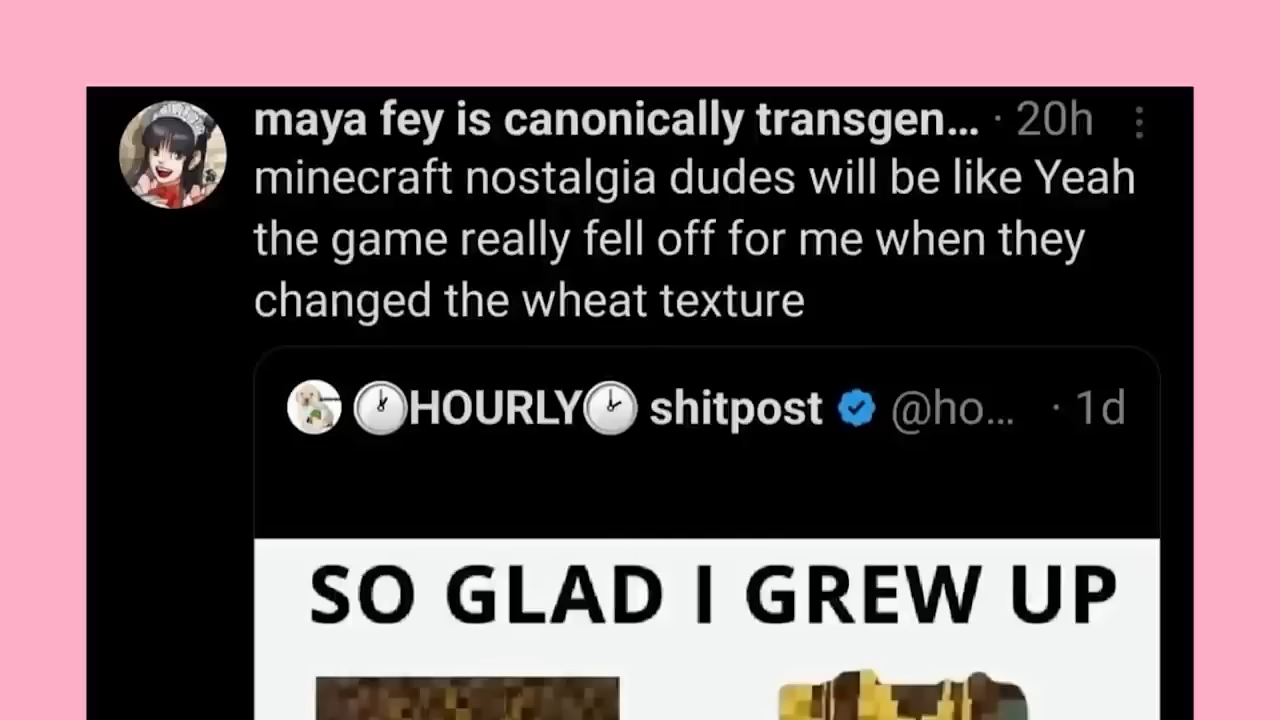 maya fey is canonically transgen... · 20h
minecraft nostalgia dudes will be like Yeah
the game really fell off for me when they
changed the wheat texture
🕐HOURLY🕑 shitpost @ho... · 1d
SO GLAD I GREW UP